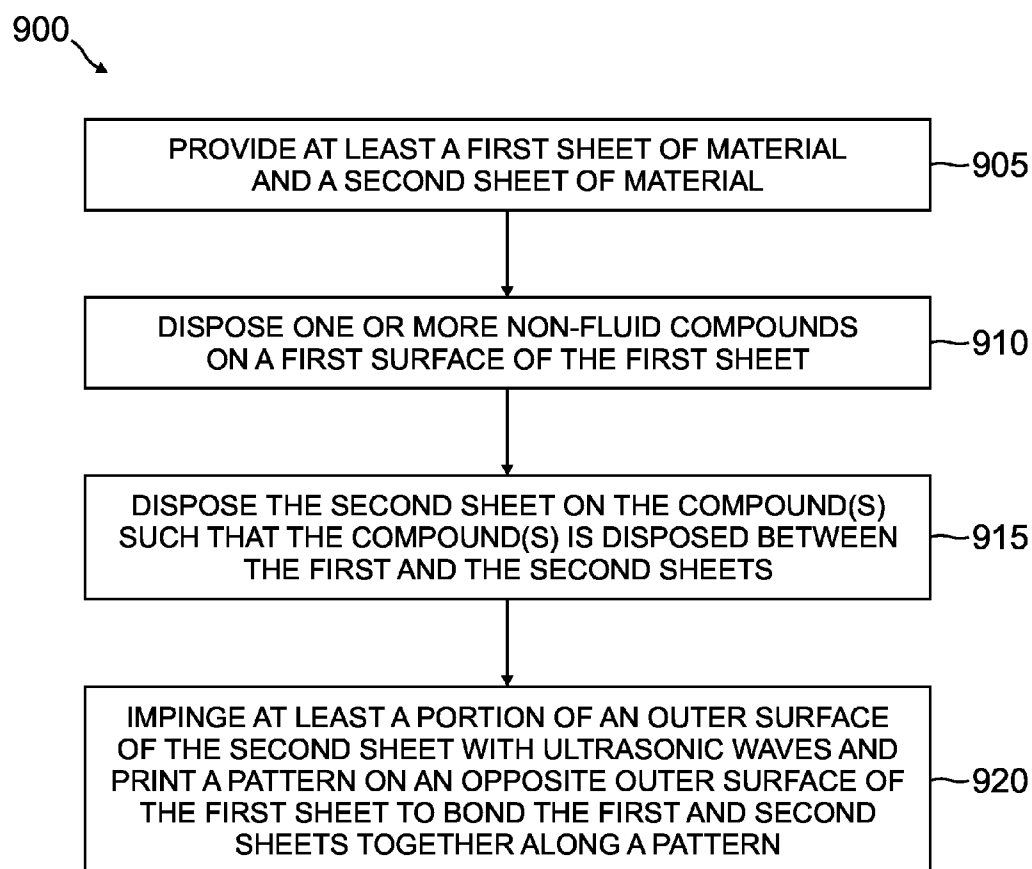 900
PROVIDE AT LEAST A FIRST SHEET OF MATERIAL
AND A SECOND SHEET OF MATERIAL
905
DISPOSE ONE OR MORE NON-FLUID COMPOUNDS
ON A FIRST SURFACE OF THE FIRST SHEET
910
DISPOSE THE SECOND SHEET ON THE COMPOUND(S)
SUCH THAT THE COMPOUND(S) IS DISPOSED BETWEEN
THE FIRST AND THE SECOND SHEETS
915
IMPINGE AT LEAST A PORTION OF AN OUTER SURFACE
OF THE SECOND SHEET WITH ULTRASONIC WAVES AND
PRINT A PATTERN ON AN OPPOSITE OUTER SURFACE OF
THE FIRST SHEET TO BOND THE FIRST AND SECOND
SHEETS TOGETHER ALONG A PATTERN
920